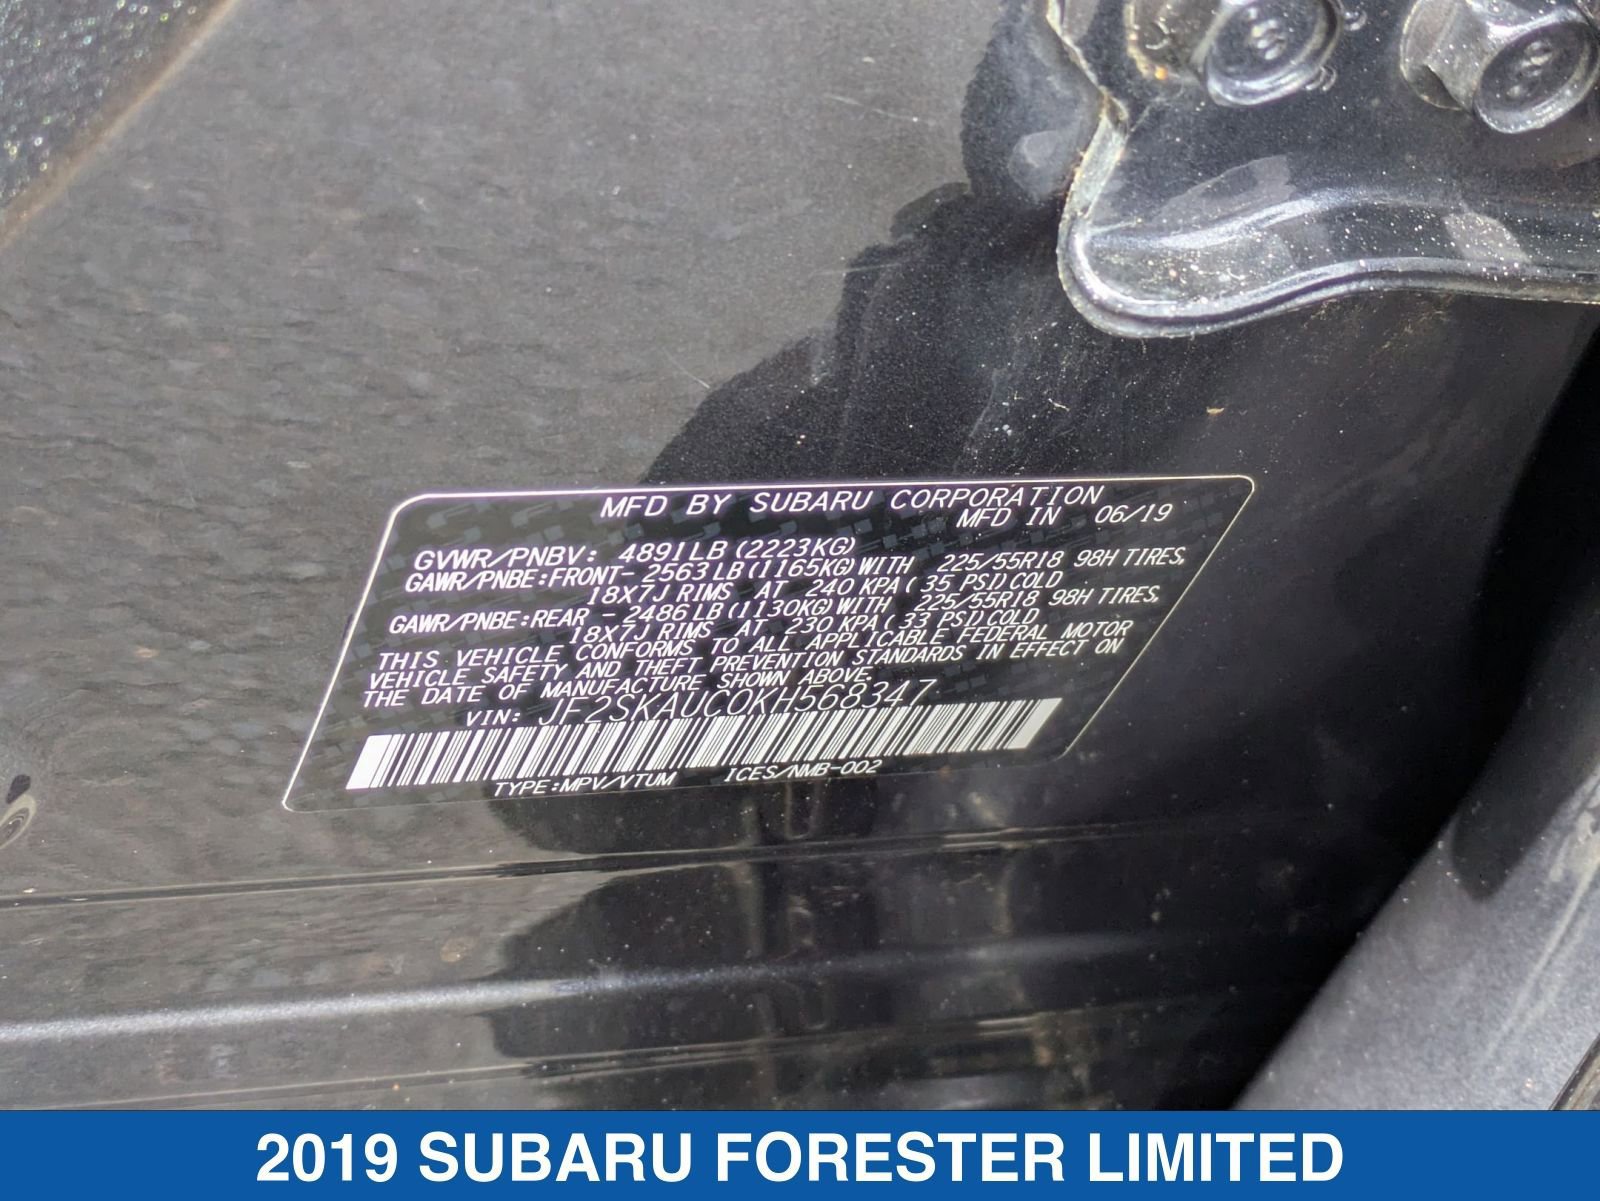 MFD BY SUBARU CORPORATION
MFD IN 06/19
GVWR/PNBV: 4891LB (2223KG)
GAWR/PNBE:FRONT- 2563LB(1165KG)WITH 225/55R18 98H TIRES,
18X7J RIMS AT 240 KPA( 35 PSI)COLD
GAWR/PNBE:REAR - 2486LB(1130KG)WITH 225/55R18 98H TIRES,
18X7J RIMS AT 230 KPA( 33 PSI)COLD
THIS VEHICLE CONFORMS TO ALL APPLICABLE FEDERAL MOTOR
VEHICLE SAFETY AND THEFT PREVENTION STANDARDS IN EFFECT ON
THE DATE OF MANUFACTURE SHOWN ABOVE.
VIN: JF2SKAUC0KH568347
TYPE:MPV/VTUM ICES/NMB-002
2019 SUBARU FORESTER LIMITED